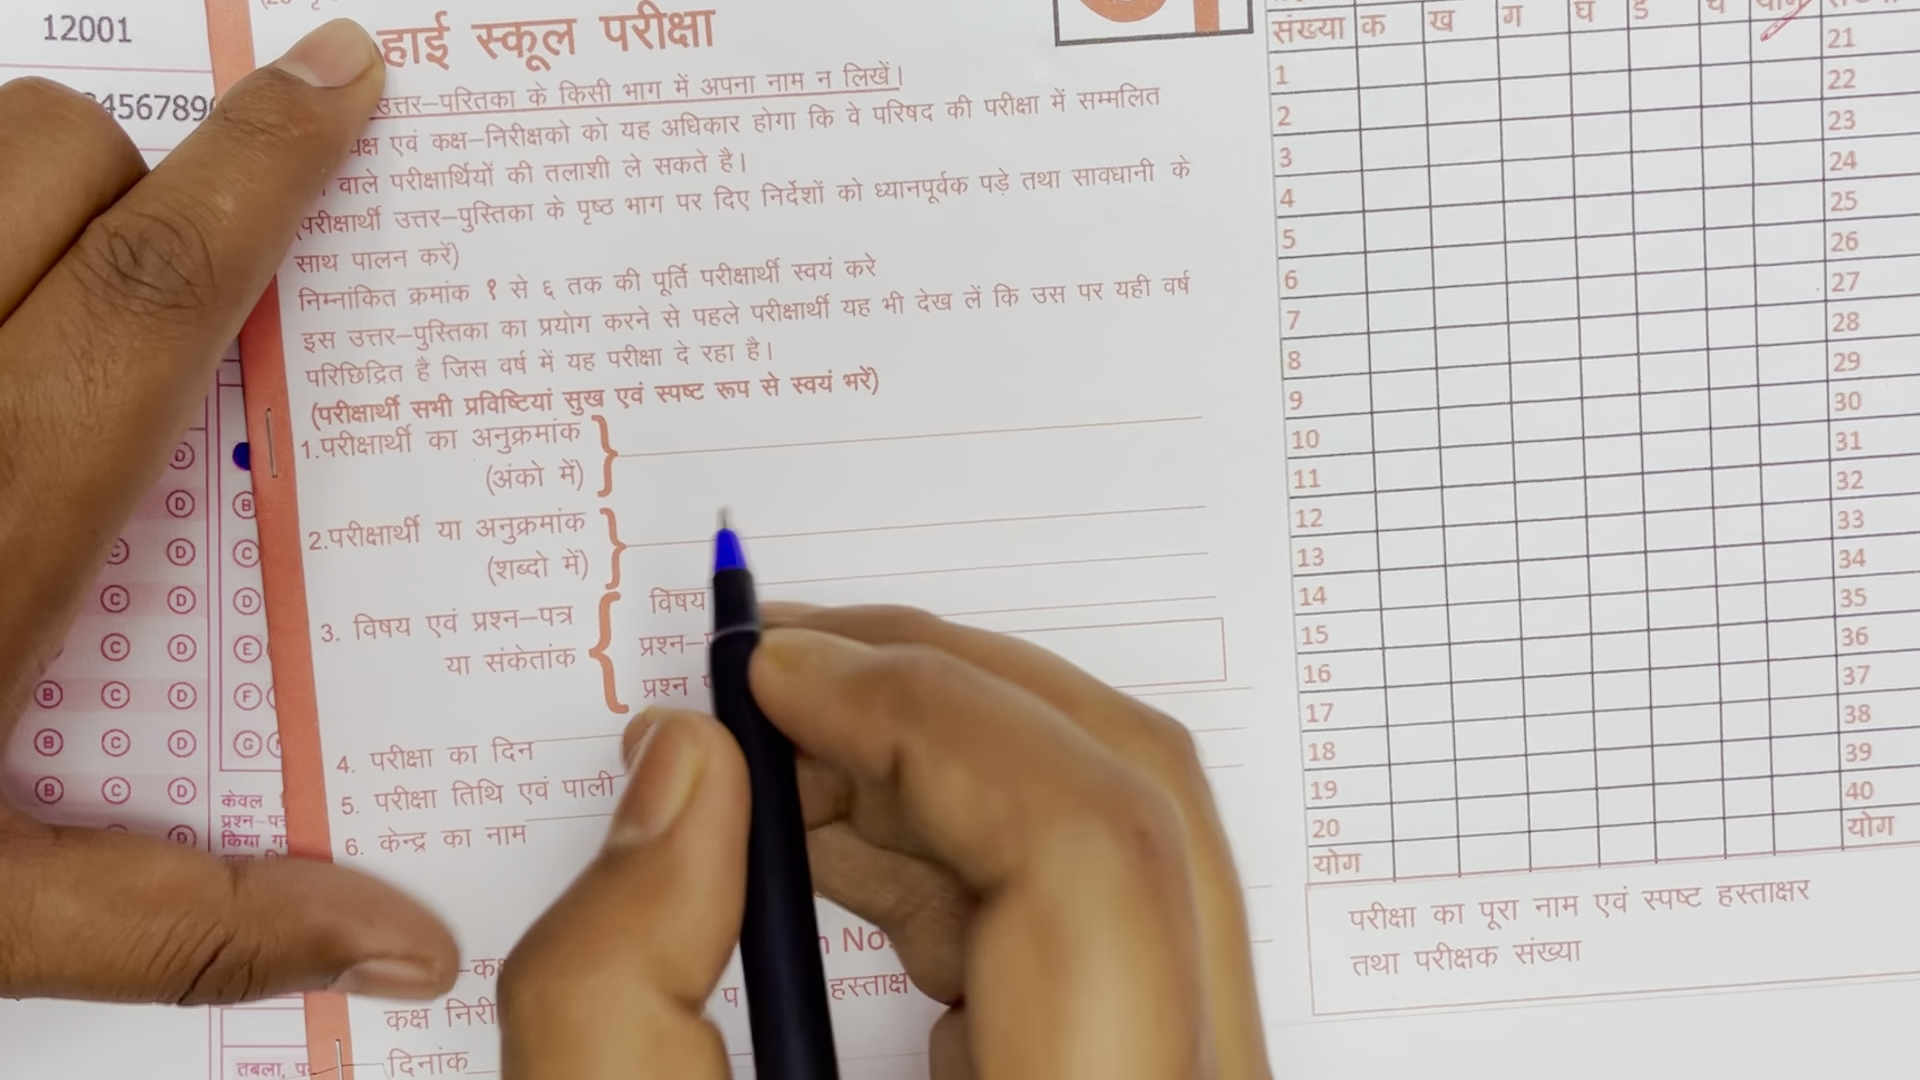 12001
456789
हाई स्कूल परीक्षा
उत्तर–परितका के किसी भाग में अपना नाम न लिखें।
एवं कक्ष–निरीक्षको को यह अधिकार होगा कि वे परिषद की परीक्षा में सम्मलित
वाले परीक्षार्थियों की तलाशी ले सकते है।
परीक्षार्थी उत्तर–पुस्तिका के पृष्ठ भाग पर दिए निर्देशों को ध्यानपूर्वक पड़े तथा सावधानी के
साथ पालन करें)
निम्नांकित क्रमांक १ से ६ तक की पूर्ति परीक्षार्थी स्वयं करे
इस उत्तर–पुस्तिका का प्रयोग करने से पहले परीक्षार्थी यह भी देख लें कि उस पर यही वर्ष
परिछिद्रित है जिस वर्ष में यह परीक्षा दे रहा है।
(परीक्षार्थी सभी प्रविष्टियां सुख एवं स्पष्ट रूप से स्वयं भरें)
1.परीक्षार्थी का अनुक्रमांक
(अंको में)
2.परीक्षार्थी या अनुक्रमांक
(शब्दो में)
3. विषय एवं प्रश्न–पत्र
या संकेतांक
विषय
प्रश्न–
प्रश्न
4. परीक्षा का दिन
5. परीक्षा तिथि एवं पाली
6. केन्द्र का नाम
No
हस्ताक्ष
कक्ष निरी
दिनांक
D
D B
D C
C D D
C D E
B C D F
B C D G
B C D
केवल
प्रश्न–पत्र
किया
तबला,
संख्या क ख ग घ ड च योग
1 21
2 22
3 23
4 24
5 25
6 26
7 27
8 28
9 29
10 30
11 31
12 32
13 33
14 34
15 35
16 36
17 37
18 38
19 39
20 40
योग योग
परीक्षा का पूरा नाम एवं स्पष्ट हस्ताक्षर
तथा परीक्षक संख्या